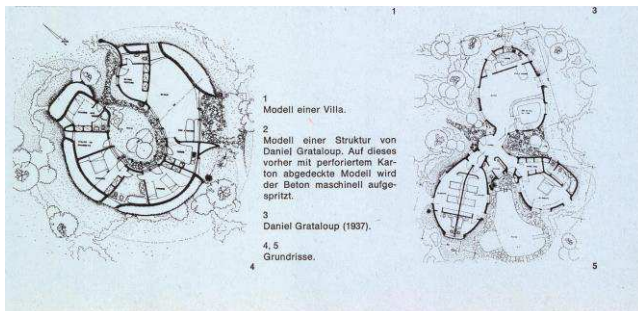 1
3
1
Modell einer Villa.
2
Modell einer Struktur von
Daniel Grataloup. Auf dieses
vorher mit perforiertem Kar-
ton abgedeckte Modell wird
der Beton maschinell aufge-
spritzt.
3
Daniel Grataloup (1937).
4, 5
Grundrisse.
4
5